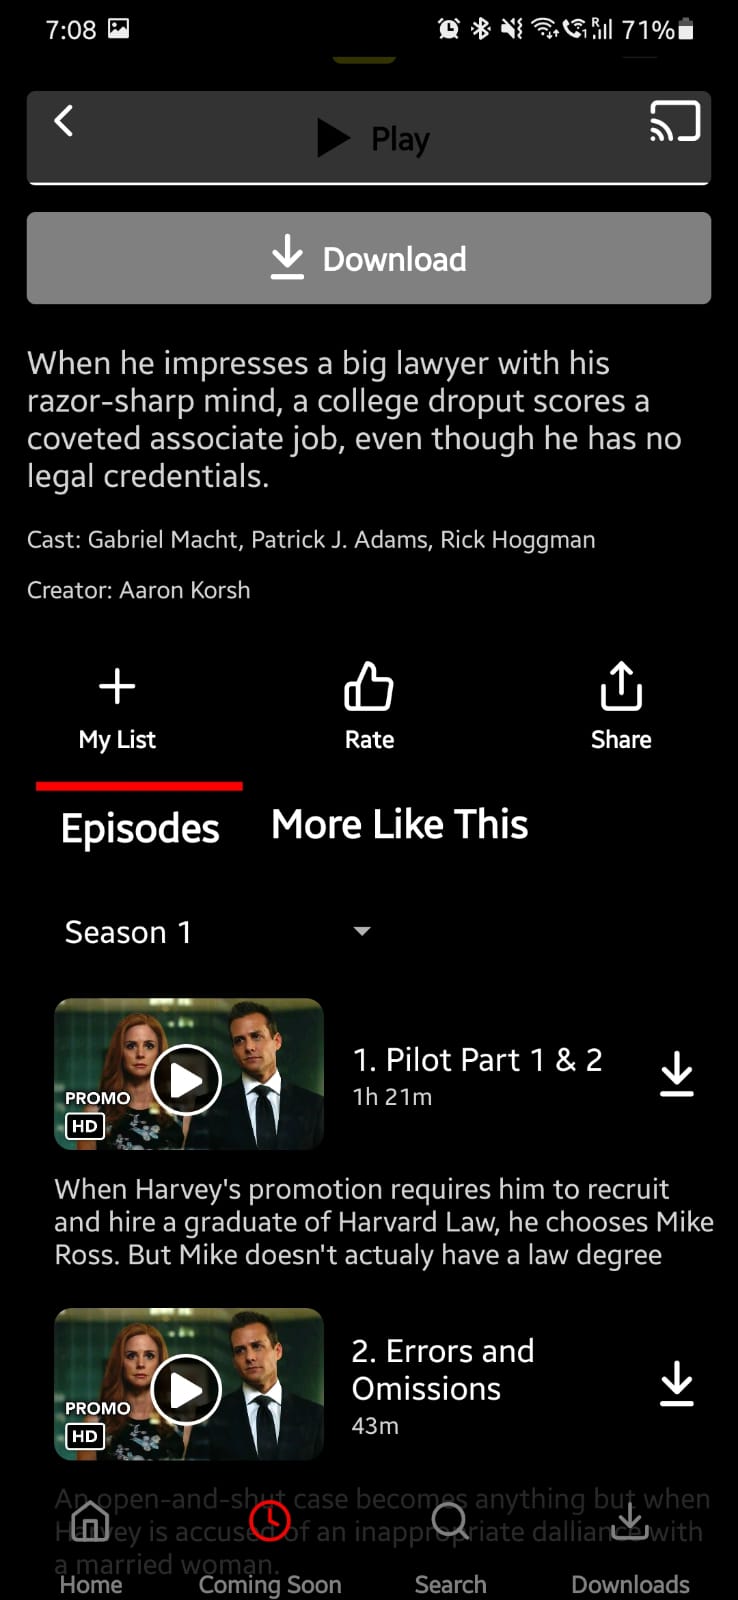 7:08
71%
Play
Download
When he impresses a big lawyer with his
razor-sharp mind, a college droput scores a
coveted associate job, even though he has no
legal credentials.
Cast: Gabriel Macht, Patrick J. Adams, Rick Hoggman
Creator: Aaron Korsh
My List
Rate
Share
Episodes
More Like This
Season 1
PROMO
HD
1. Pilot Part 1 & 2
1h 21m
When Harvey's promotion requires him to recruit
and hire a graduate of Harvard Law, he chooses Mike
Ross. But Mike doesn't actualy have a law degree
PROMO
HD
2. Errors and
Omissions
43m
An open-and-shut case becomes anything but when
Harvey is accused of an inappropriate dalliance with
a married woman.
Home
Coming Soon
Search
Downloads